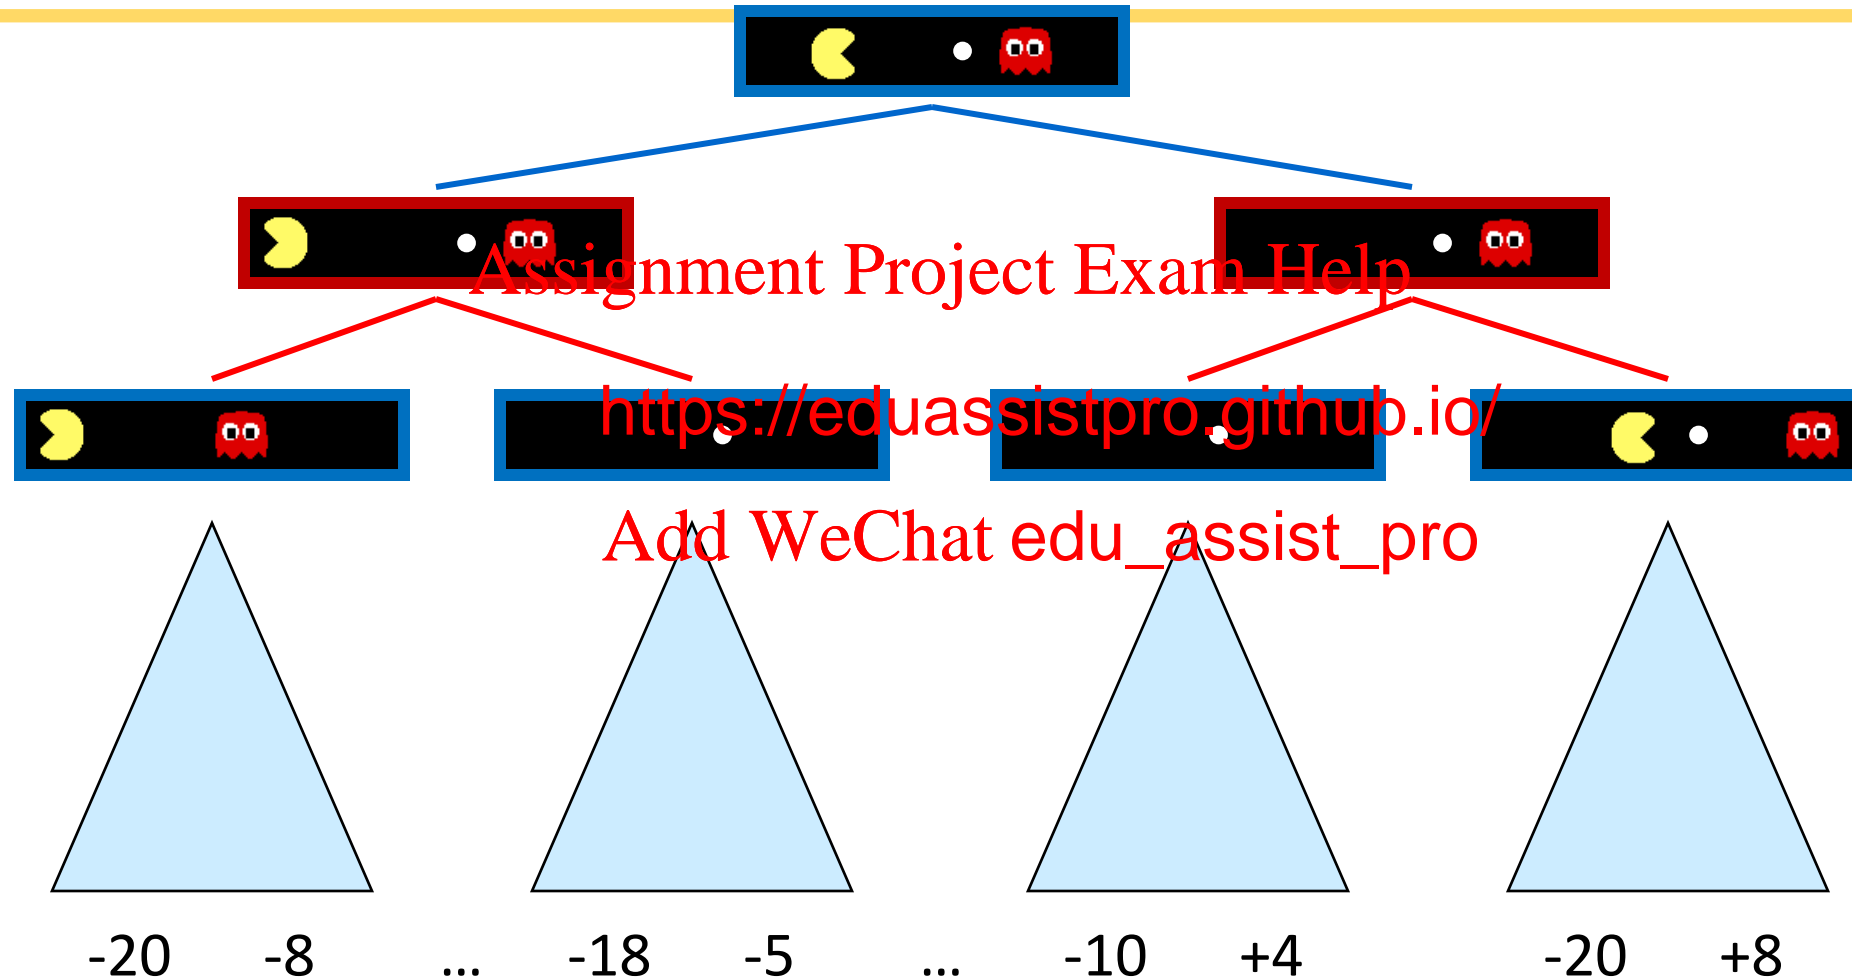 Assignment Project Exam Help
https://eduassistpro.github.io/
Add WeChat edu_assist_pro
-20 -8 … -18 -5 … -10 +4 -20 +8